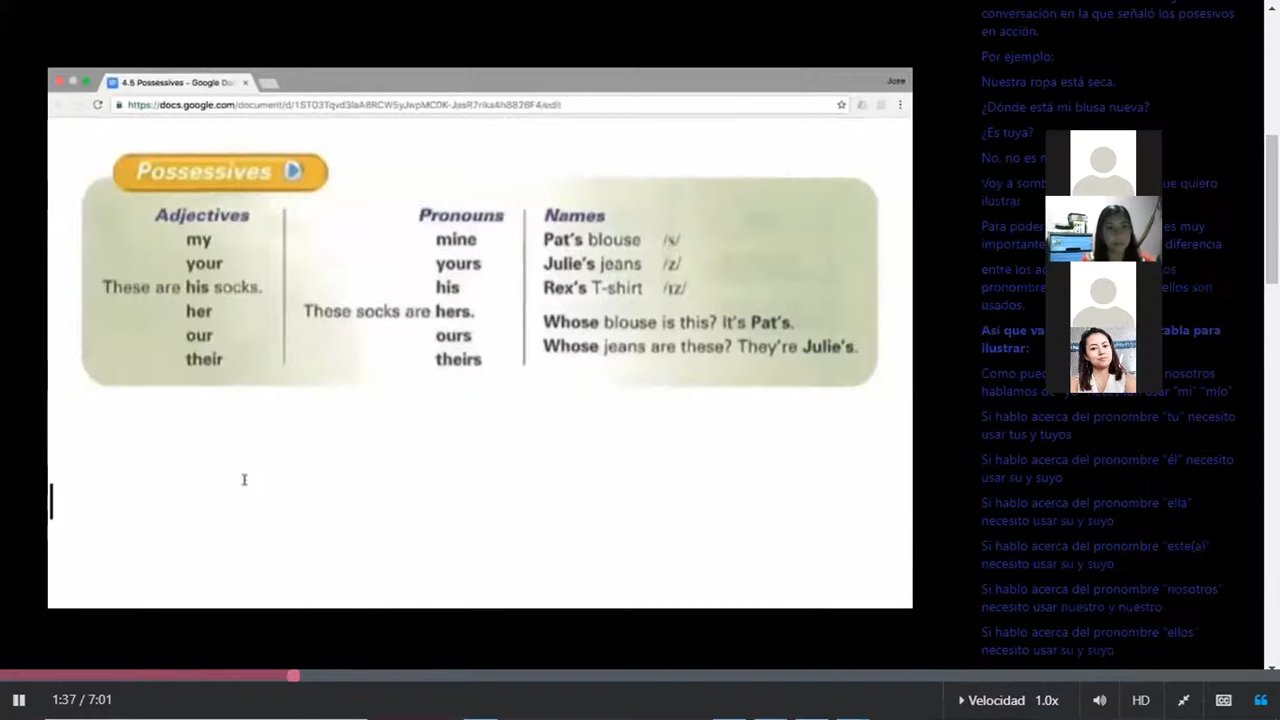 4.5 Possessives - Google Do
Jose
https://docs.google.com/document/d/
/edit
Possessives
Adjectives
my
your
These are his socks.
her
our
their
Pronouns
mine
yours
his
These socks are hers.
ours
theirs
Names
Pat's blouse /s/
Julie's jeans /z/
Rex's T-shirt /ɪz/
Whose blouse is this? It's Pat's.
Whose jeans are these? They're Julie's.
conversación en la que señaló los posesivos
en acción.
Por ejemplo:
Nuestra ropa está seca.
¿Dónde está mi blusa nueva?
¿Es tuya?
No, no es
Voy a que quiero
ilustrar
Para poder es muy
importante diferencia
entre los
pronombre ellos son
usados.
Así que va para
ilustrar:
Como nosotros
hablamos usar "mi" "mío"
Si hablo acerca del pronombre "tu" necesito
usar tus y tuyos
Si hablo acerca del pronombre "él" necesito
usar su y suyo
Si hablo acerca del pronombre "ella"
necesito usar su y suyo
Si hablo acerca del pronombre "este(a)"
necesito usar su y suyo
Si hablo acerca del pronombre "nosotros"
necesito usar nuestro y nuestro
Si hablo acerca del pronombre "ellos"
necesito usar su y suyo
1:37 / 7:01
Velocidad 1.0x
HD
CC